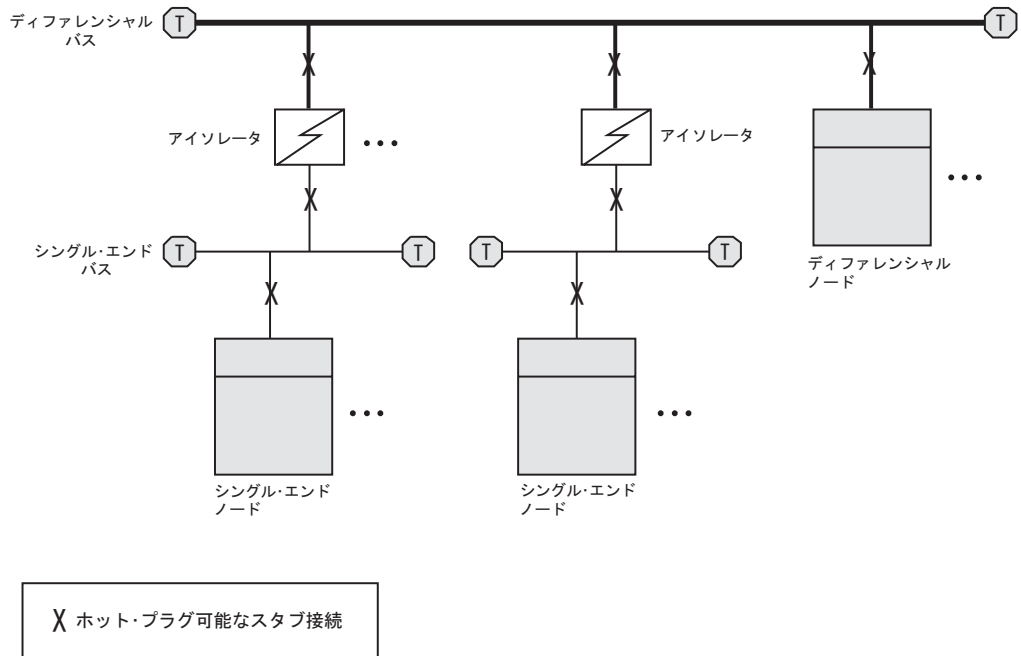 ディファレンシャル
バス
T
T
X
X
X
アイソレータ
•••
アイソレータ
•••
X
X
シングル・エンド
バス
T
T
T
T
ディファレンシャル
ノード
X
X
•••
•••
シングル・エンド
ノード
シングル・エンド
ノード
X ホット・プラグ可能なスタブ接続